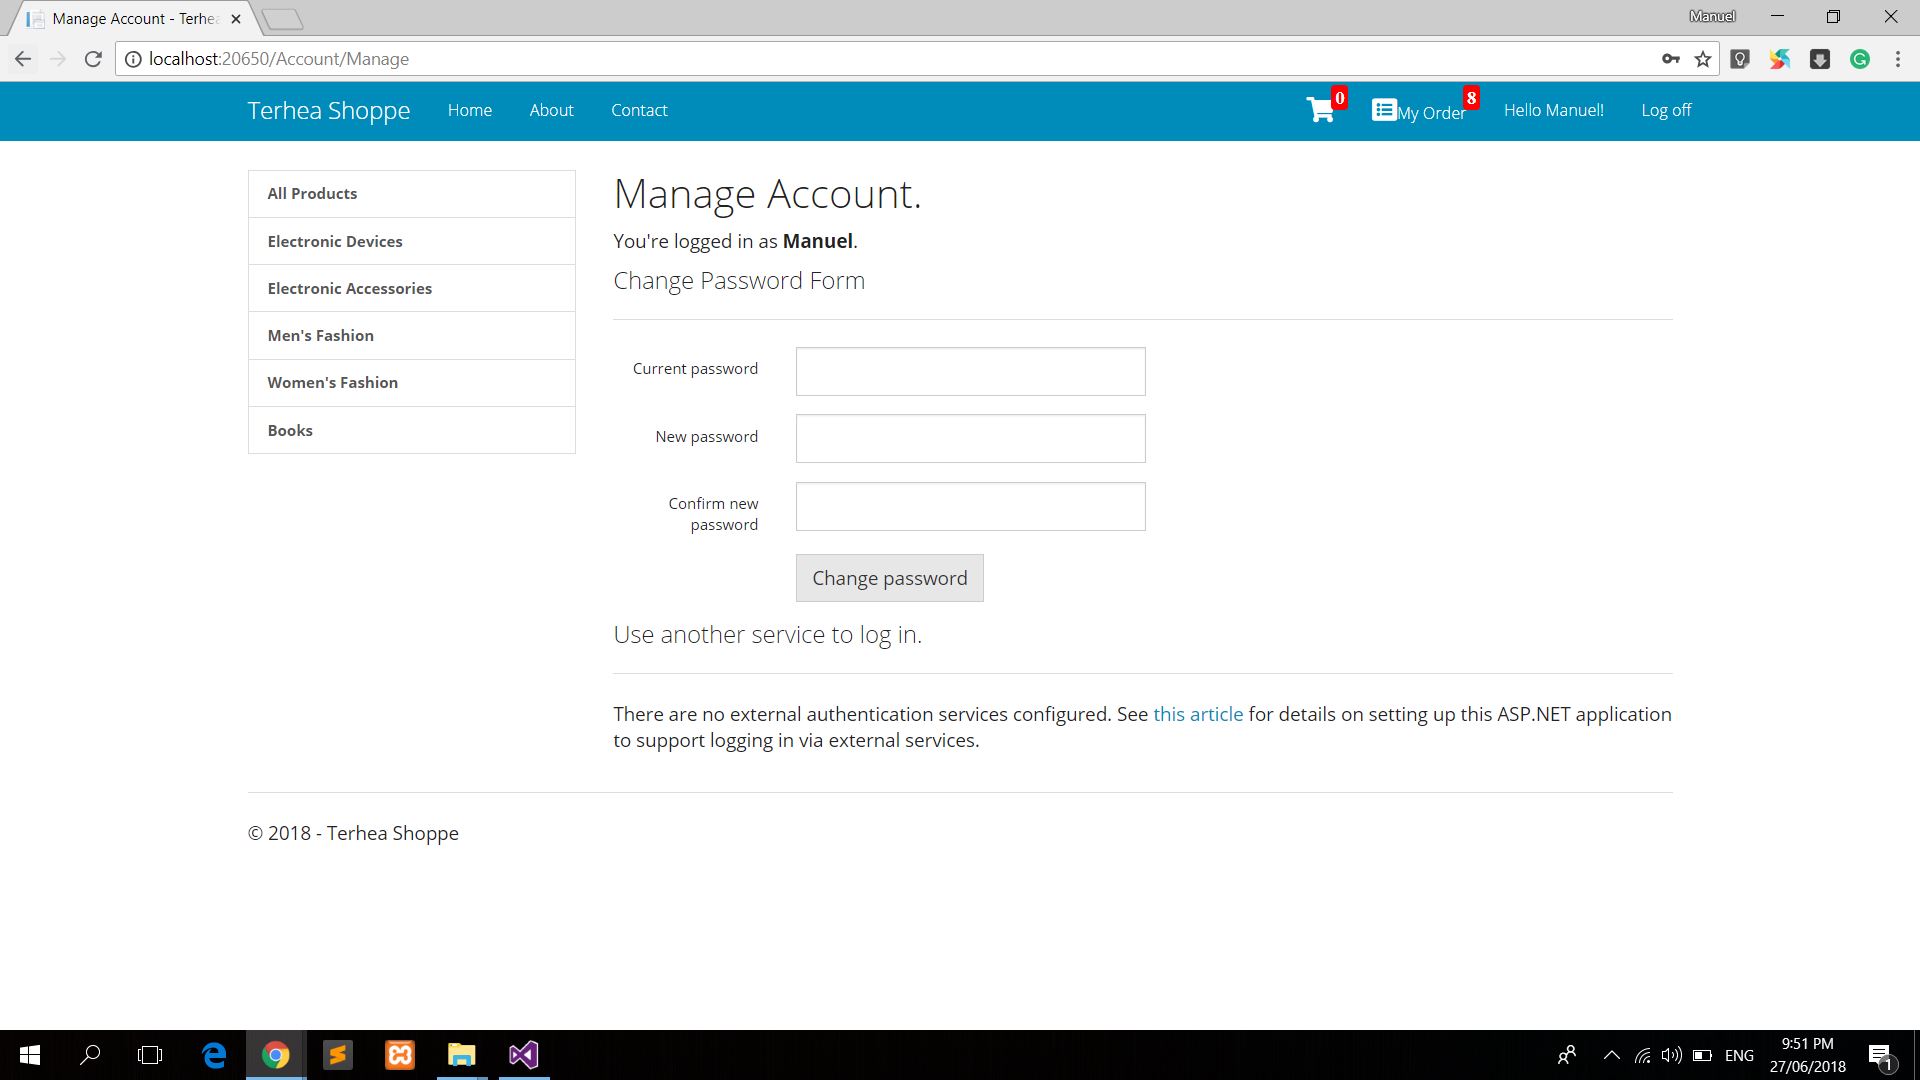 Manage Account - Terhea
Manuel
localhost:20650/Account/Manage
Terhea Shoppe Home About Contact 0 My Order 8 Hello Manuel! Log off
All Products
Electronic Devices
Electronic Accessories
Men's Fashion
Women's Fashion
Books
Manage Account.
You're logged in as Manuel.
Change Password Form
Current password
New password
Confirm new
password
Change password
Use another service to log in.
There are no external authentication services configured. See this article for details on setting up this ASP.NET application
to support logging in via external services.
© 2018 - Terhea Shoppe
ENG
9:51 PM
27/06/2018
1